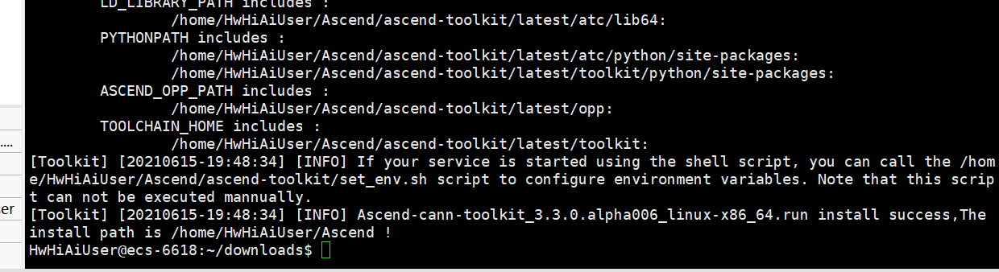 LD_LIBRARY_PATH includes :
/home/HwHiAiUser/Ascend/ascend-toolkit/latest/atc/lib64:
PYTHONPATH includes :
/home/HwHiAiUser/Ascend/ascend-toolkit/latest/atc/python/site-packages:
/home/HwHiAiUser/Ascend/ascend-toolkit/latest/toolkit/python/site-packages:
ASCEND_OPP_PATH includes :
/home/HwHiAiUser/Ascend/ascend-toolkit/latest/opp:
TOOLCHAIN_HOME includes :
....
/home/HwHiAiUser/Ascend/ascend-toolkit/latest/toolkit:
[Toolkit] [20210615-19:48:34] [INFO] If your service is started using the shell script, you can call the /hom
e/HwHiAiUser/Ascend/ascend-toolkit/set_env.sh script to configure environment variables. Note that this scrip
t can not be executed mannually.
ser
[Toolkit] [20210615-19:48:34] [INFO] Ascend-cann-toolkit_3.3.0.alpha006_linux-x86_64.run install success,The
install path is /home/HwHiAiUser/Ascend !
HwHiAiUser@ecs-6618:~/downloads$